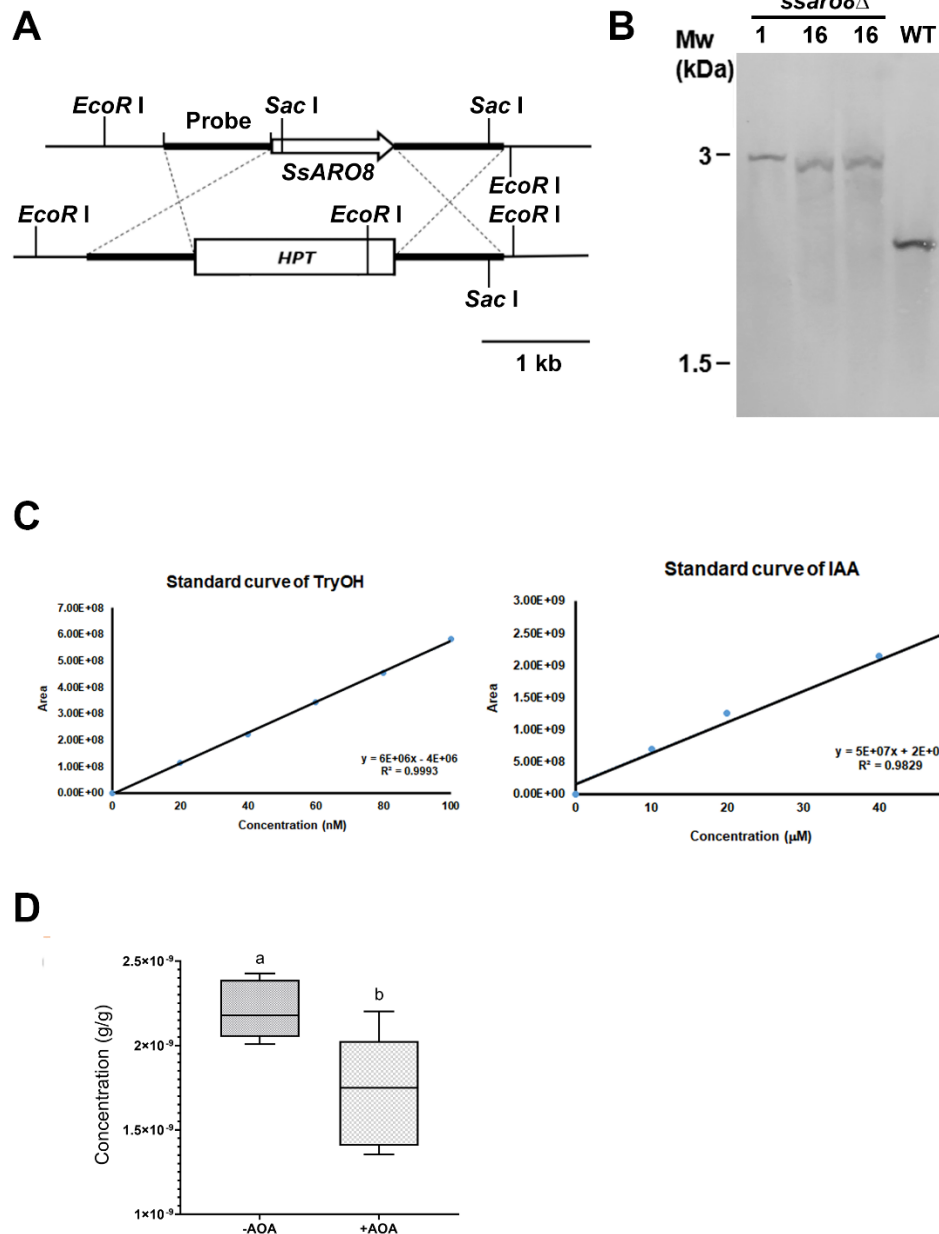 A
EcoR I
Probe
Sac I
Sac I
SsARO8
EcoR I
EcoR I
EcoR I
EcoR I
HPT
Sac I
1 kb
B
ssaro8Δ
Mw
(kDa)
1 16 16 WT
3
1.5
C
Standard curve of TryOH
7.00E+08
6.00E+08
5.00E+08
4.00E+08
3.00E+08
2.00E+08
1.00E+08
0.00E+00
Area
y = 6E+06x - 4E+06
R² = 0.9993
0 20 40 60 80 100
Concentration (nM)
Standard curve of IAA
3.00E+09
2.50E+09
2.00E+09
1.50E+09
1.00E+09
5.00E+08
0.00E+00
Area
y = 5E+07x + 2E+0
R² = 0.9829
0 10 20 30 40
Concentration (μM)
D
Concentration (g/g)
2.5×10⁻⁹
2×10⁻⁹
1.5×10⁻⁹
1×10⁻⁹
a
b
-AOA +AOA